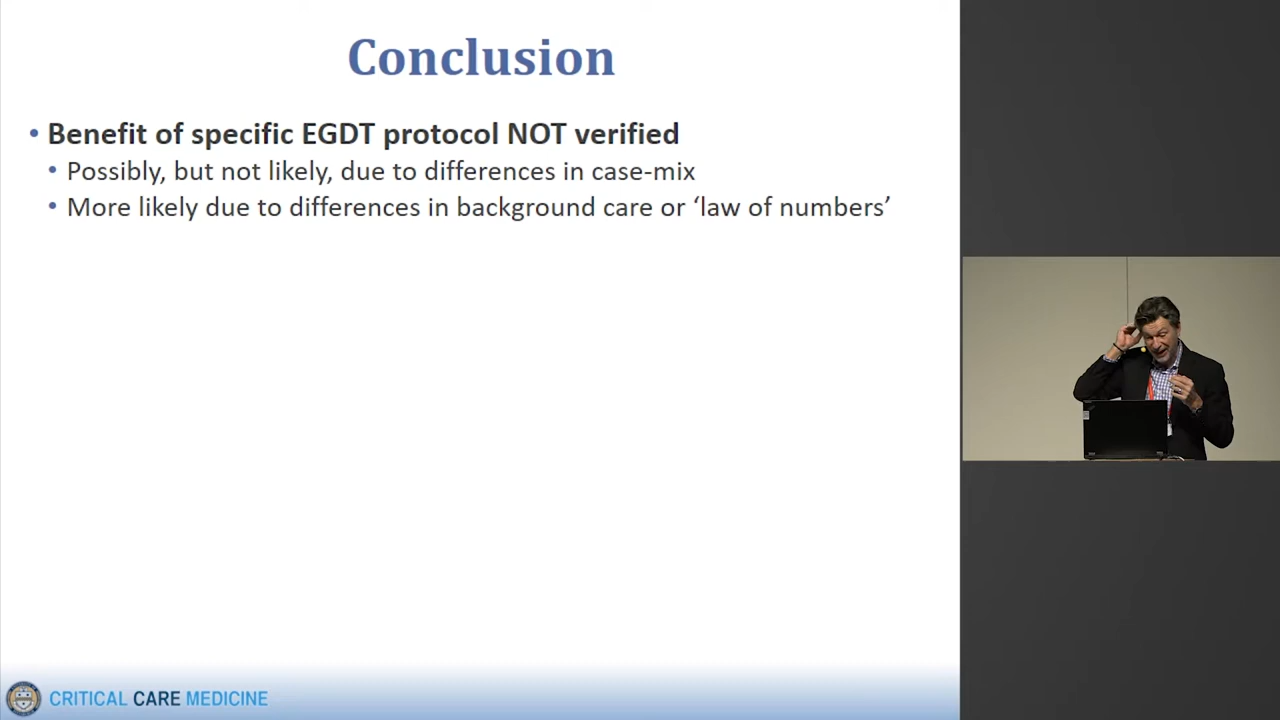 Conclusion
• Benefit of specific EGDT protocol NOT verified
• Possibly, but not likely, due to differences in case-mix
• More likely due to differences in background care or ‘law of numbers’
CRITICAL CARE MEDICINE